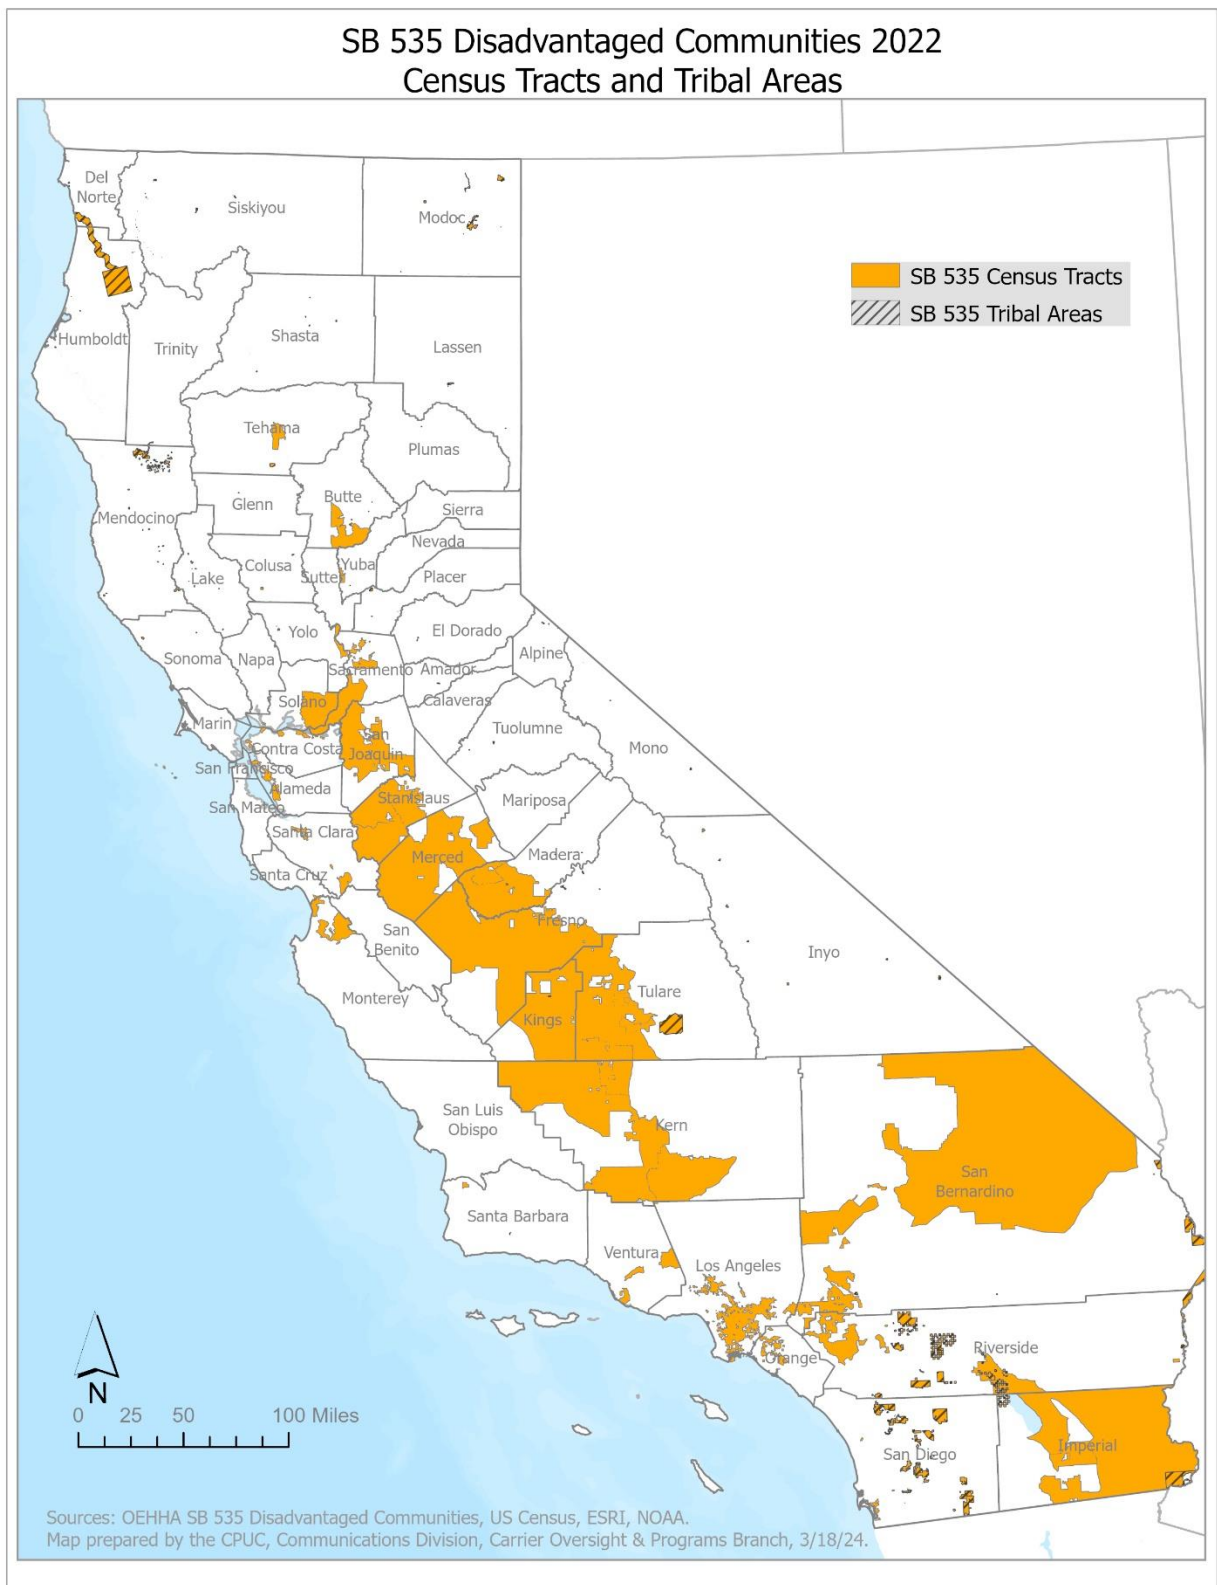 SB 535 Disadvantaged Communities 2022
Census Tracts and Tribal Areas
Del
Norte
Siskiyou
Modoc
SB 535 Census Tracts
SB 535 Tribal Areas
Humboldt
Trinity
Shasta
Lassen
Tehama
Plumas
Glenn
Butte
Sierra
Mendocino
Nevada
Lake
Colusa
Sutter
Yuba
Placer
Yolo
El Dorado
Sonoma
Napa
Sacramento
Amador
Alpine
Solano
Calaveras
Marin
Tuolumne
Mono
Contra Costa
San
Joaquin
San Francisco
Alameda
San Mateo
Stanislaus
Mariposa
Santa Clara
Merced
Madera
Santa Cruz
Fresno
San
Benito
Inyo
Monterey
Tulare
Kings
San Luis
Obispo
Kern
San
Bernardino
Santa Barbara
Ventura
Los Angeles
Orange
Riverside
San Diego
Imperial
N
0 25 50 100 Miles
Sources: OEHHA SB 535 Disadvantaged Communities, US Census, ESRI, NOAA.
Map prepared by the CPUC, Communications Division, Carrier Oversight & Programs Branch, 3/18/24.